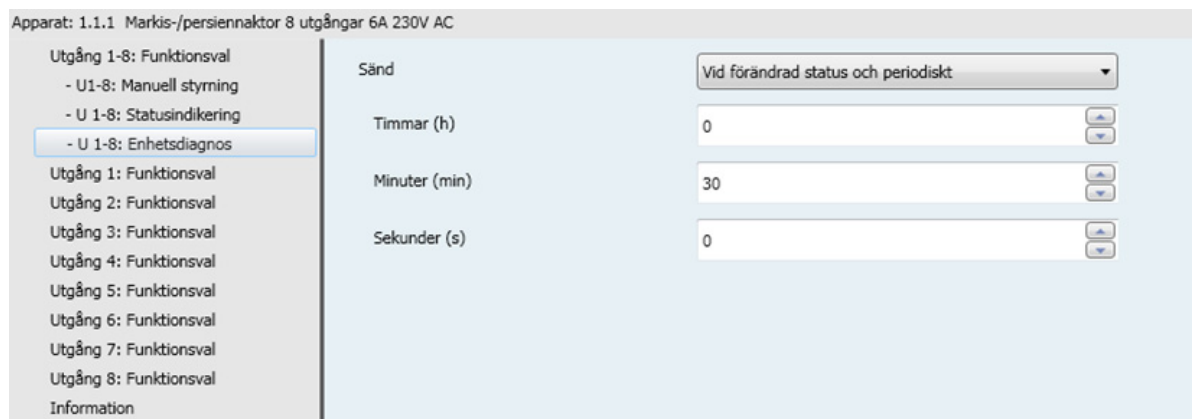 Apparat: 1.1.1 Markis-/persiennaktor 8 utgångar 6A 230V AC
Utgång 1-8: Funktionsval
- U1-8: Manuell styrning
- U 1-8: Statusindikering
- U 1-8: Enhetsdiagnos
Utgång 1: Funktionsval
Utgång 2: Funktionsval
Utgång 3: Funktionsval
Utgång 4: Funktionsval
Utgång 5: Funktionsval
Utgång 6: Funktionsval
Utgång 7: Funktionsval
Utgång 8: Funktionsval
Information
Sänd Vid förändrad status och periodiskt
Timmar (h) 0
Minuter (min) 30
Sekunder (s) 0